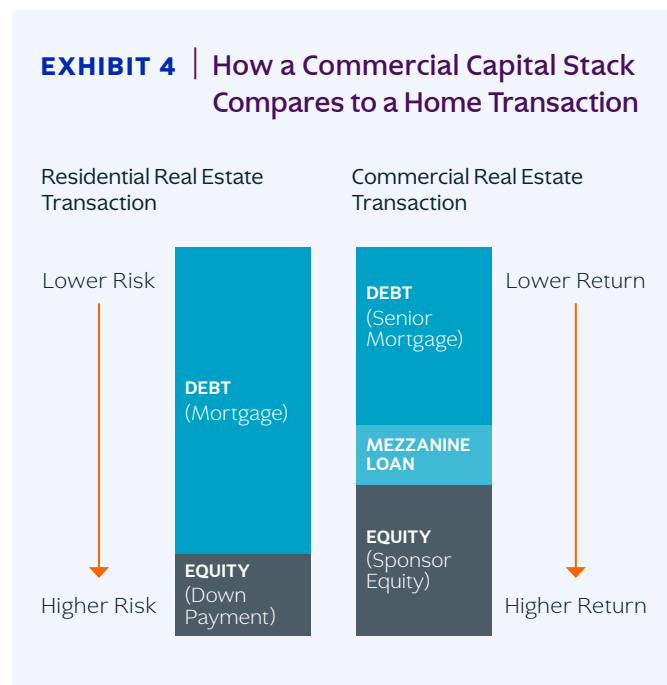 EXHIBIT 4 | How a Commercial Capital Stack
Compares to a Home Transaction
Residential Real Estate
Transaction
Lower Risk
DEBT
(Mortgage)
EQUITY
(Down
Payment)
Higher Risk
Commercial Real Estate
Transaction
DEBT
(Senior
Mortgage)
MEZZANINE
LOAN
EQUITY
(Sponsor
Equity)
Lower Return
Higher Return